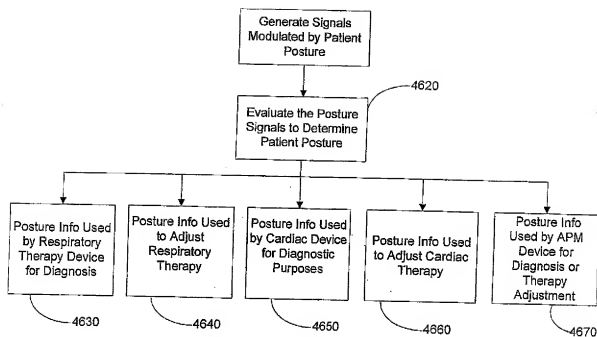 Generate Signals
Modulated by Patient
Posture
4620
Evaluate the Posture
Signals to Determine
Patient Posture
Posture Info Used
by Respiratory
Therapy Device
for Diagnosis
Posture Info Used
to Adjust
Respiratory
Therapy
Posture Info Used
by Cardiac Device
for Diagnostic
Purposes
Posture Info Used
to Adjust Cardiac
Therapy
Posture Info
Used by APM
Device for
Diagnosis or
Therapy
Adjustment
4630
4640
4650
4660
4670